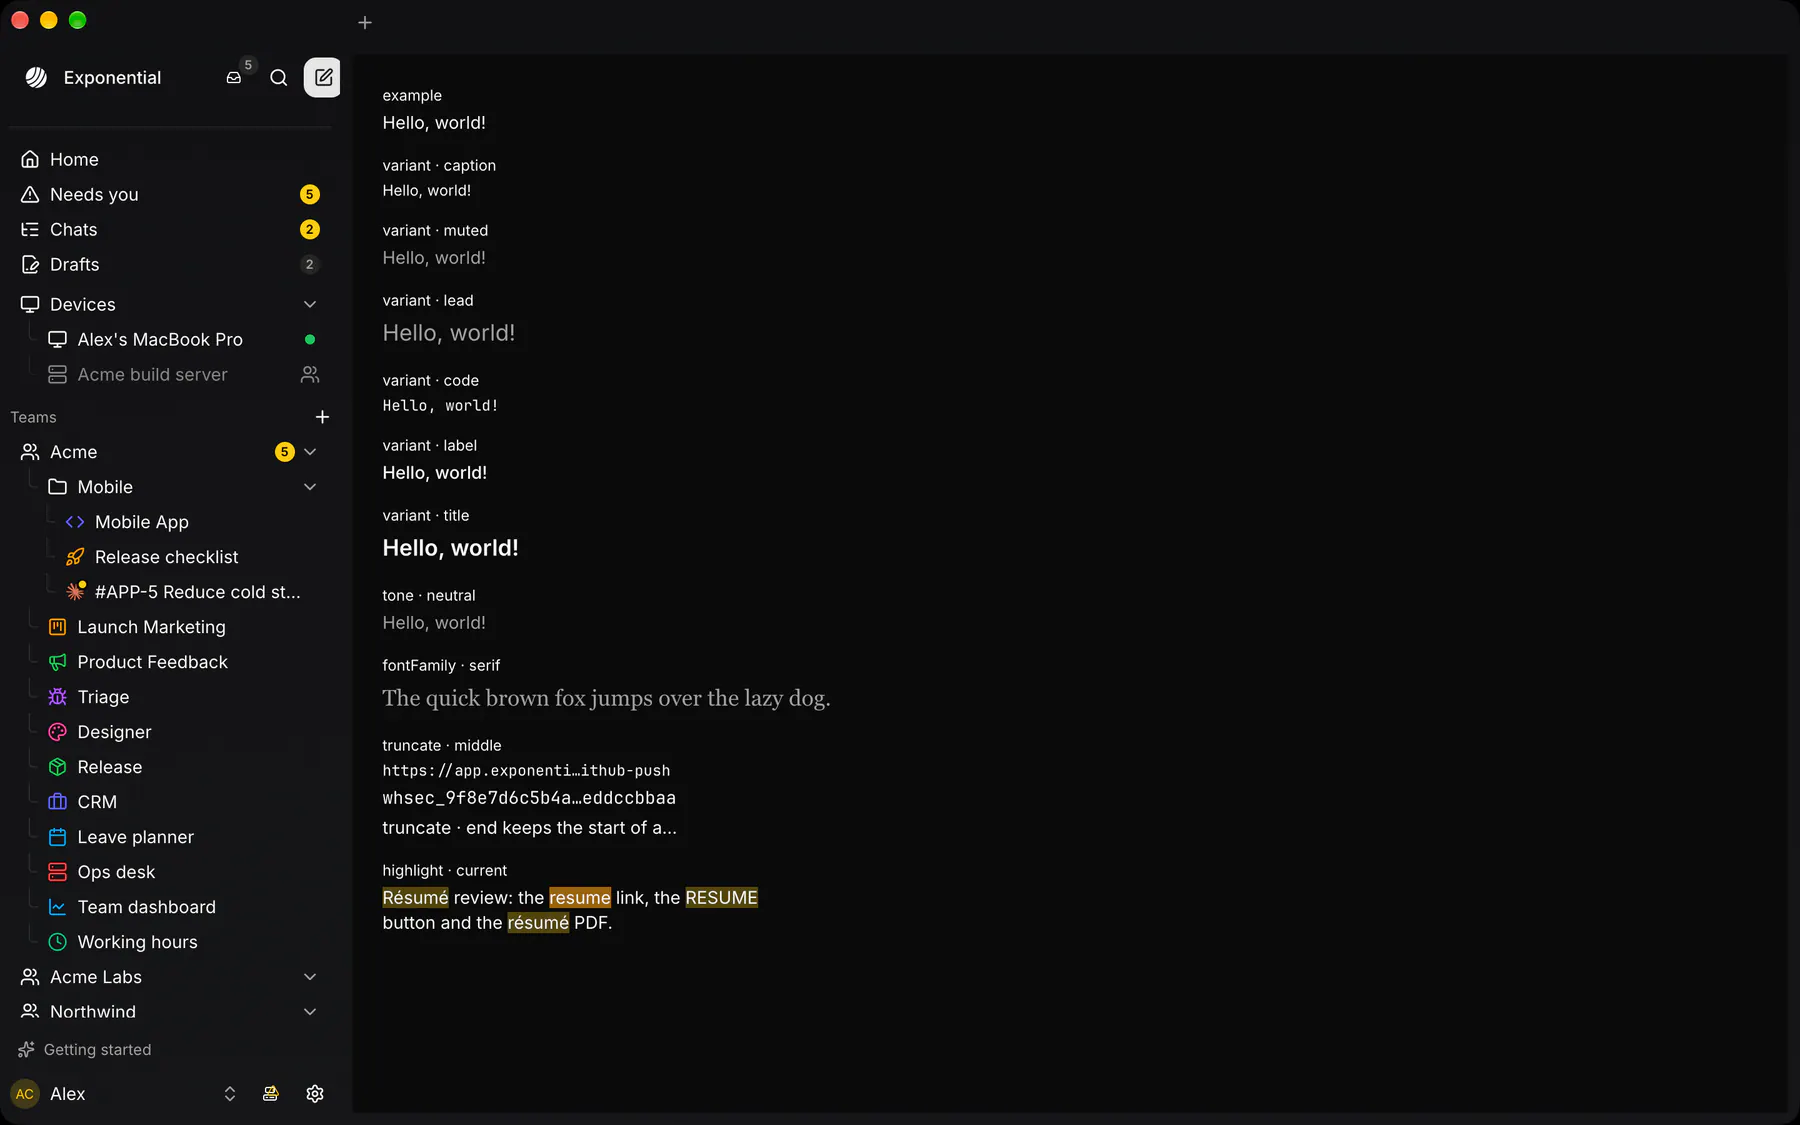 5
Exponential
Home
Needs you 5
Chats 2
Drafts 2
Devices
Alex's MacBook Pro
Acme build server
Teams
Acme 5
Mobile
Mobile App
Release checklist
#APP-5 Reduce cold st...
Launch Marketing
Product Feedback
Triage
Designer
Release
CRM
Leave planner
Ops desk
Team dashboard
Working hours
Acme Labs
Northwind
Getting started
AC Alex
example
Hello, world!
variant · caption
Hello, world!
variant · muted
Hello, world!
variant · lead
Hello, world!
variant · code
Hello, world!
variant · label
Hello, world!
variant · title
Hello, world!
tone · neutral
Hello, world!
fontFamily · serif
The quick brown fox jumps over the lazy dog.
truncate · middle
https://app.exponenti…ithub-push
whsec_9f8e7d6c5b4a…eddccbbaa
truncate · end keeps the start of a...
highlight · current
Résumé review: the resume link, the RESUME
button and the résumé PDF.